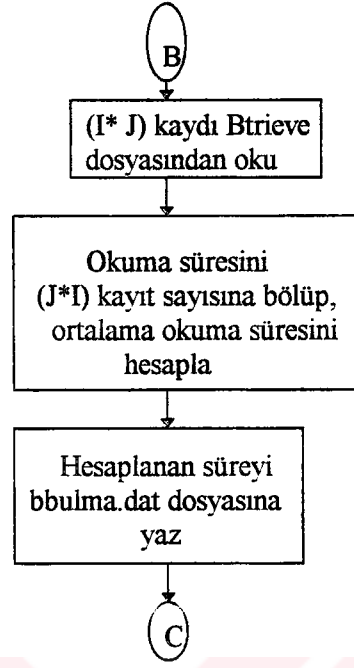 B
(I* J) kaydı Btrieve
dosyasından oku
Okuma süresini
(J*I) kayıt sayısına bölüp,
ortalama okuma süresini
hesapla
Hesaplanan süreyi
bbulma.dat dosyasına
yaz
C